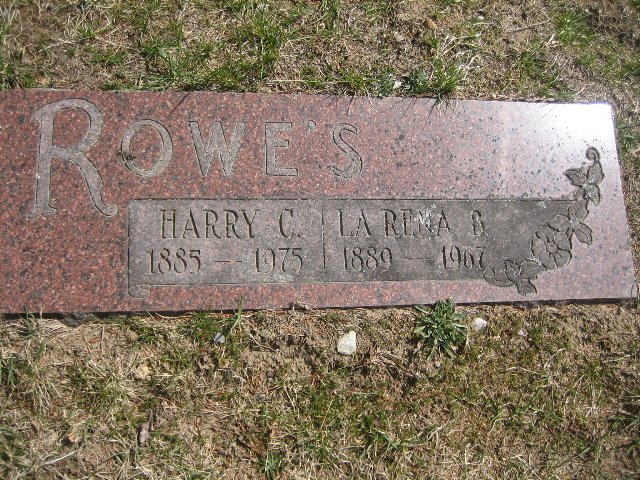 ROWE'S
HARRY C. LA RENA B.
1885 — 1975 1889 — 1967